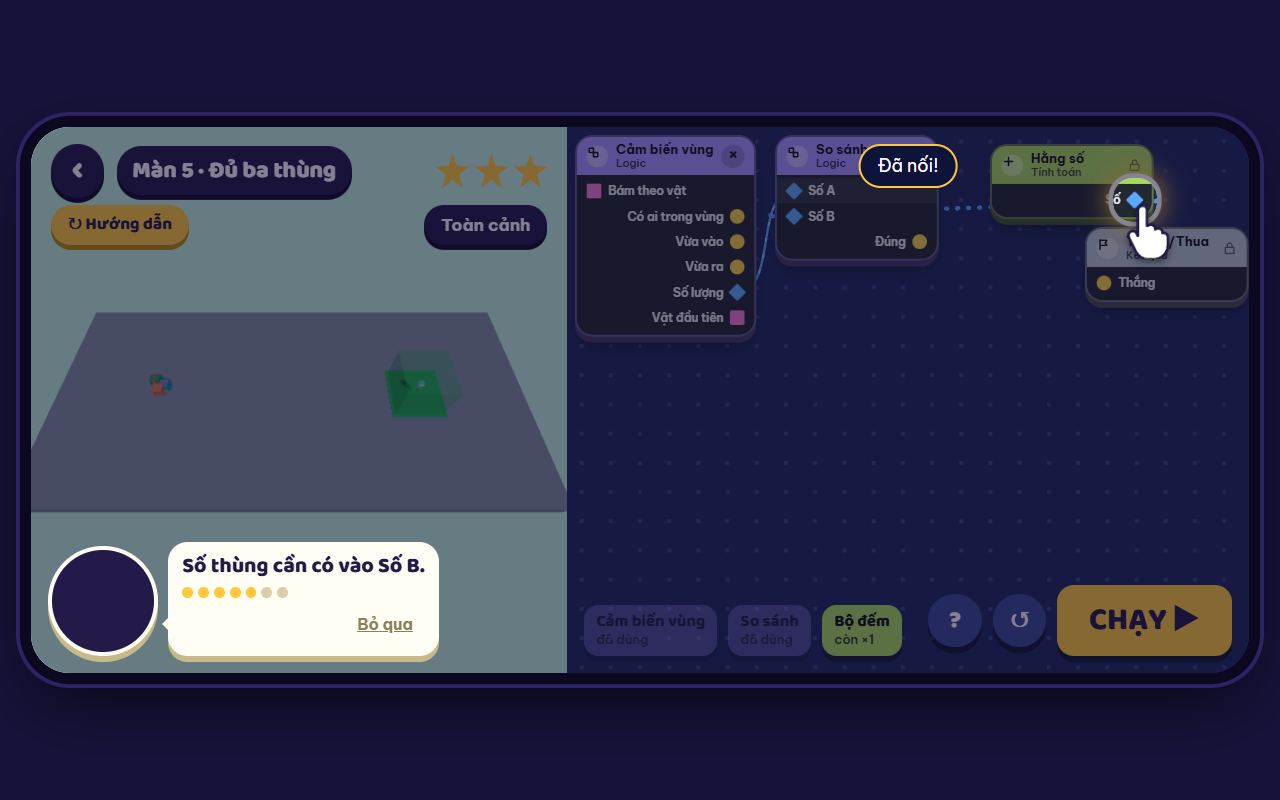 Màn 5 • Đủ ba thùng
↻ Hướng dẫn
Toàn cảnh
Số thùng cần có vào Số B.
Bỏ qua
Cảm biến vùng
Logic
Bám theo vật
Có ai trong vùng
Vừa vào
Vừa ra
Số lượng
Vật đầu tiên
So sánh
Logic
Số A
Số B
Đúng
Đã nối!
Hằng số
Tính toán
Số
/Thua
Thắng
Cảm biến vùng
đã dùng
So sánh
đã dùng
Bộ đếm
còn ×1
?
↺
CHẠY ▶